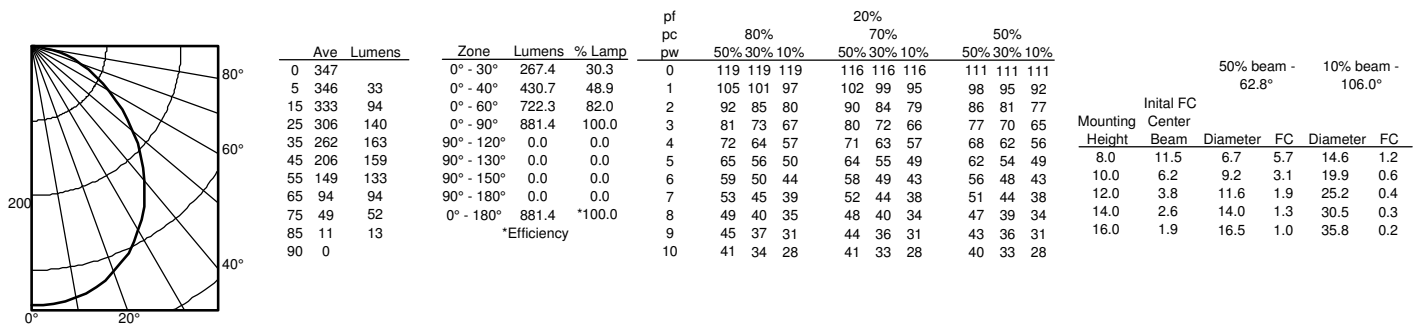 80°
60°
40°
200
0° 20°
Ave Lumens
0 347
5 346 33
15 333 94
25 306 140
35 262 163
45 206 159
55 149 133
65 94 94
75 49 52
85 11 13
90 0
Zone Lumens % Lamp
0° - 30° 267.4 30.3
0° - 40° 430.7 48.9
0° - 60° 722.3 82.0
0° - 90° 881.4 100.0
90° - 120° 0.0 0.0
90° - 130° 0.0 0.0
90° - 150° 0.0 0.0
90° - 180° 0.0 0.0
0° - 180° 881.4 *100.0
*Efficiency
pf 20%
pc 80% 70% 50%
pw 50% 30% 10% 50% 30% 10% 50% 30% 10%
0 119 119 119 116 116 116 111 111 111
1 105 101 97 102 99 95 98 95 92
2 92 85 80 90 84 79 86 81 77
3 81 73 67 80 72 66 77 70 65
4 72 64 57 71 63 57 68 62 56
5 65 56 50 64 55 49 62 54 49
6 59 50 44 58 49 43 56 48 43
7 53 45 39 52 44 38 51 44 38
8 49 40 35 48 40 34 47 39 34
9 45 37 31 44 36 31 43 36 31
10 41 34 28 41 33 28 40 33 28
50% beam - 10% beam -
62.8° 106.0°
Inital FC
Mounting Center
Height Beam Diameter FC Diameter FC
8.0 11.5 6.7 5.7 14.6 1.2
10.0 6.2 9.2 3.1 19.9 0.6
12.0 3.8 11.6 1.9 25.2 0.4
14.0 2.6 14.0 1.3 30.5 0.3
16.0 1.9 16.5 1.0 35.8 0.2